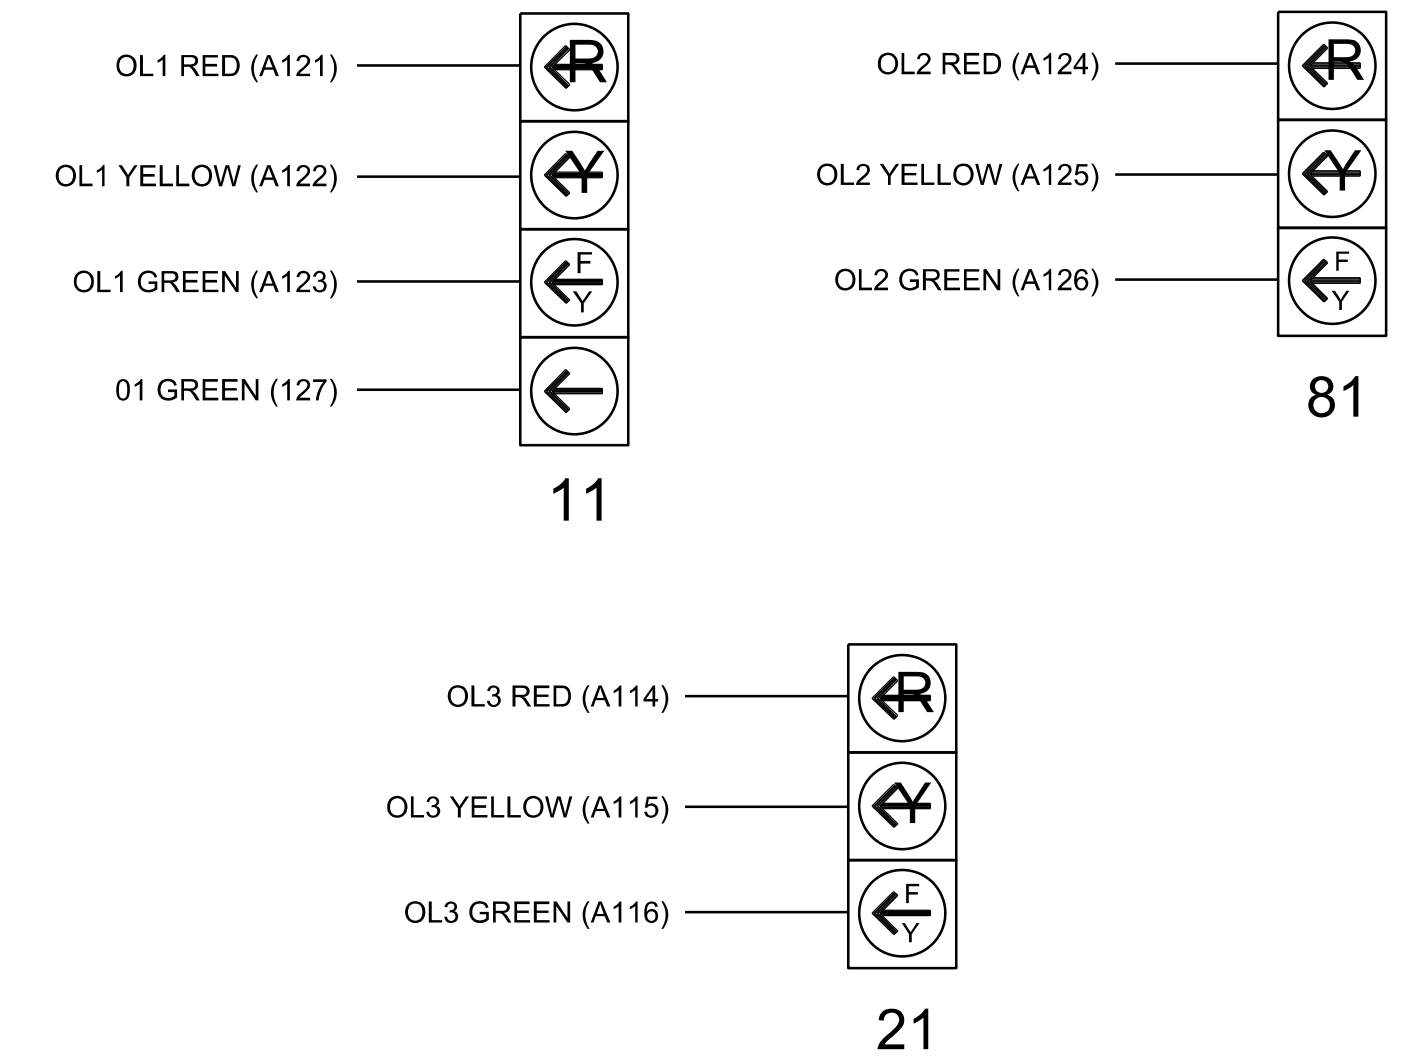 OL1 RED (A121)
R
OL1 YELLOW (A122)
Y
OL1 GREEN (A123)
F
Y
01 GREEN (127)
11
OL2 RED (A124)
R
OL2 YELLOW (A125)
Y
OL2 GREEN (A126)
F
Y
81
OL3 RED (A114)
R
OL3 YELLOW (A115)
Y
OL3 GREEN (A116)
F
Y
21